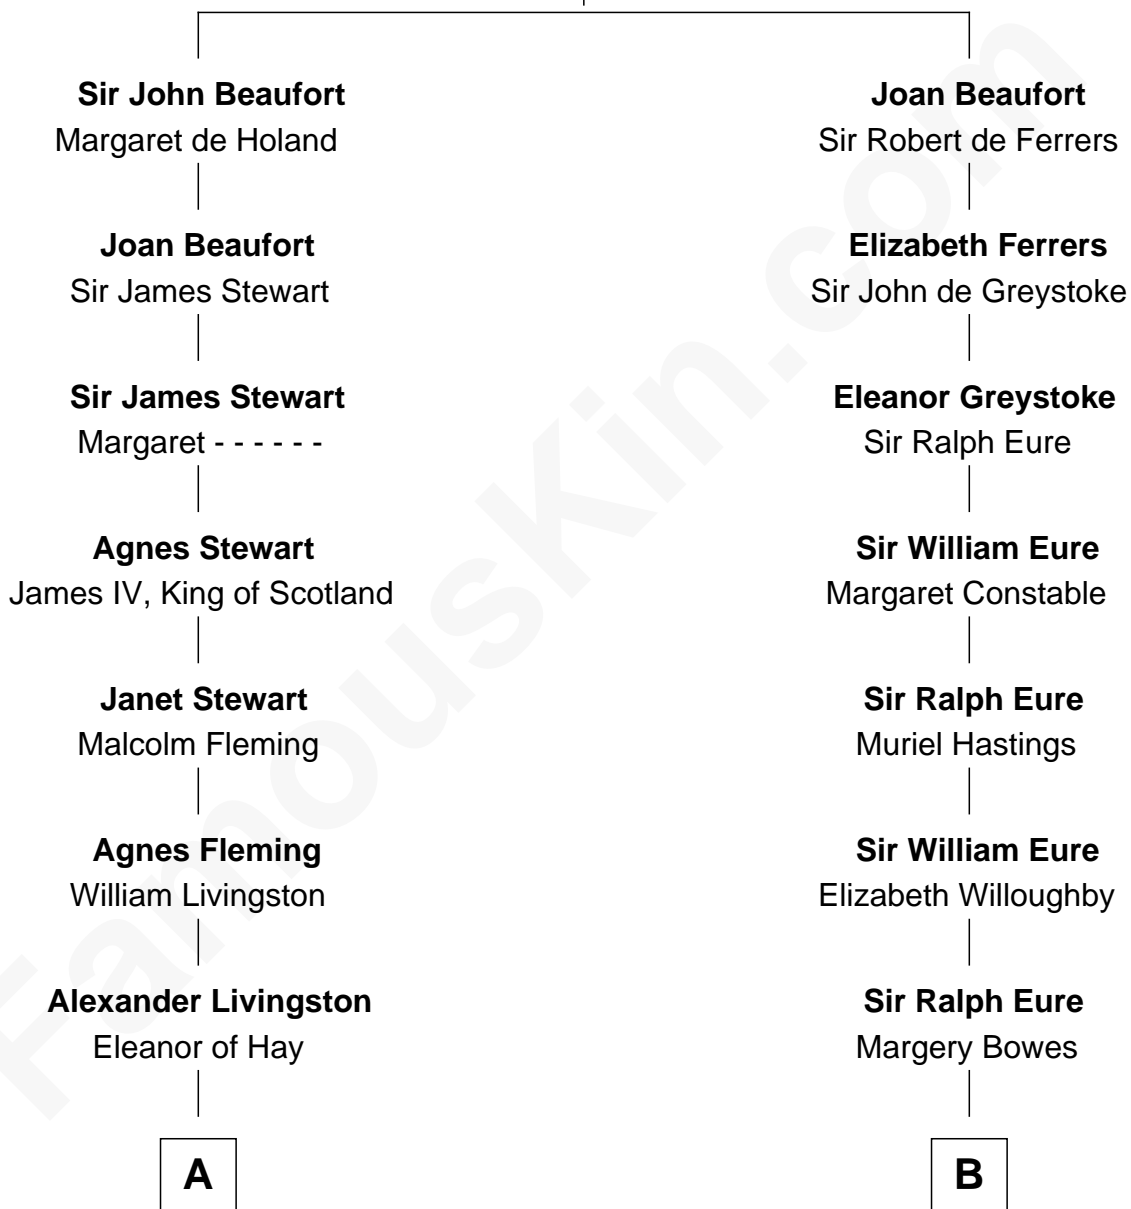 Sir John Beaufort
Margaret de Holand
Joan Beaufort
Sir James Stewart
Sir James Stewart
Margaret - - - - - -
Agnes Stewart
James IV, King of Scotland
Janet Stewart
Malcolm Fleming
Agnes Fleming
William Livingston
Alexander Livingston
Eleanor of Hay
A
Joan Beaufort
Sir Robert de Ferrers
Elizabeth Ferrers
Sir John de Greystoke
Eleanor Greystoke
Sir Ralph Eure
Sir William Eure
Margaret Constable
Sir Ralph Eure
Muriel Hastings
Sir William Eure
Elizabeth Willoughby
Sir Ralph Eure
Margery Bowes
B
FamousKin.com